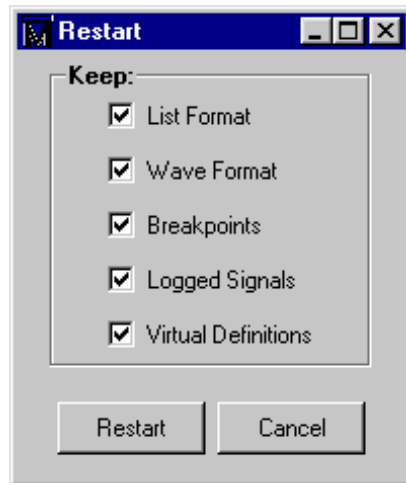 Restart
Keep:
List Format
Wave Format
Breakpoints
Logged Signals
Virtual Definitions
Restart
Cancel